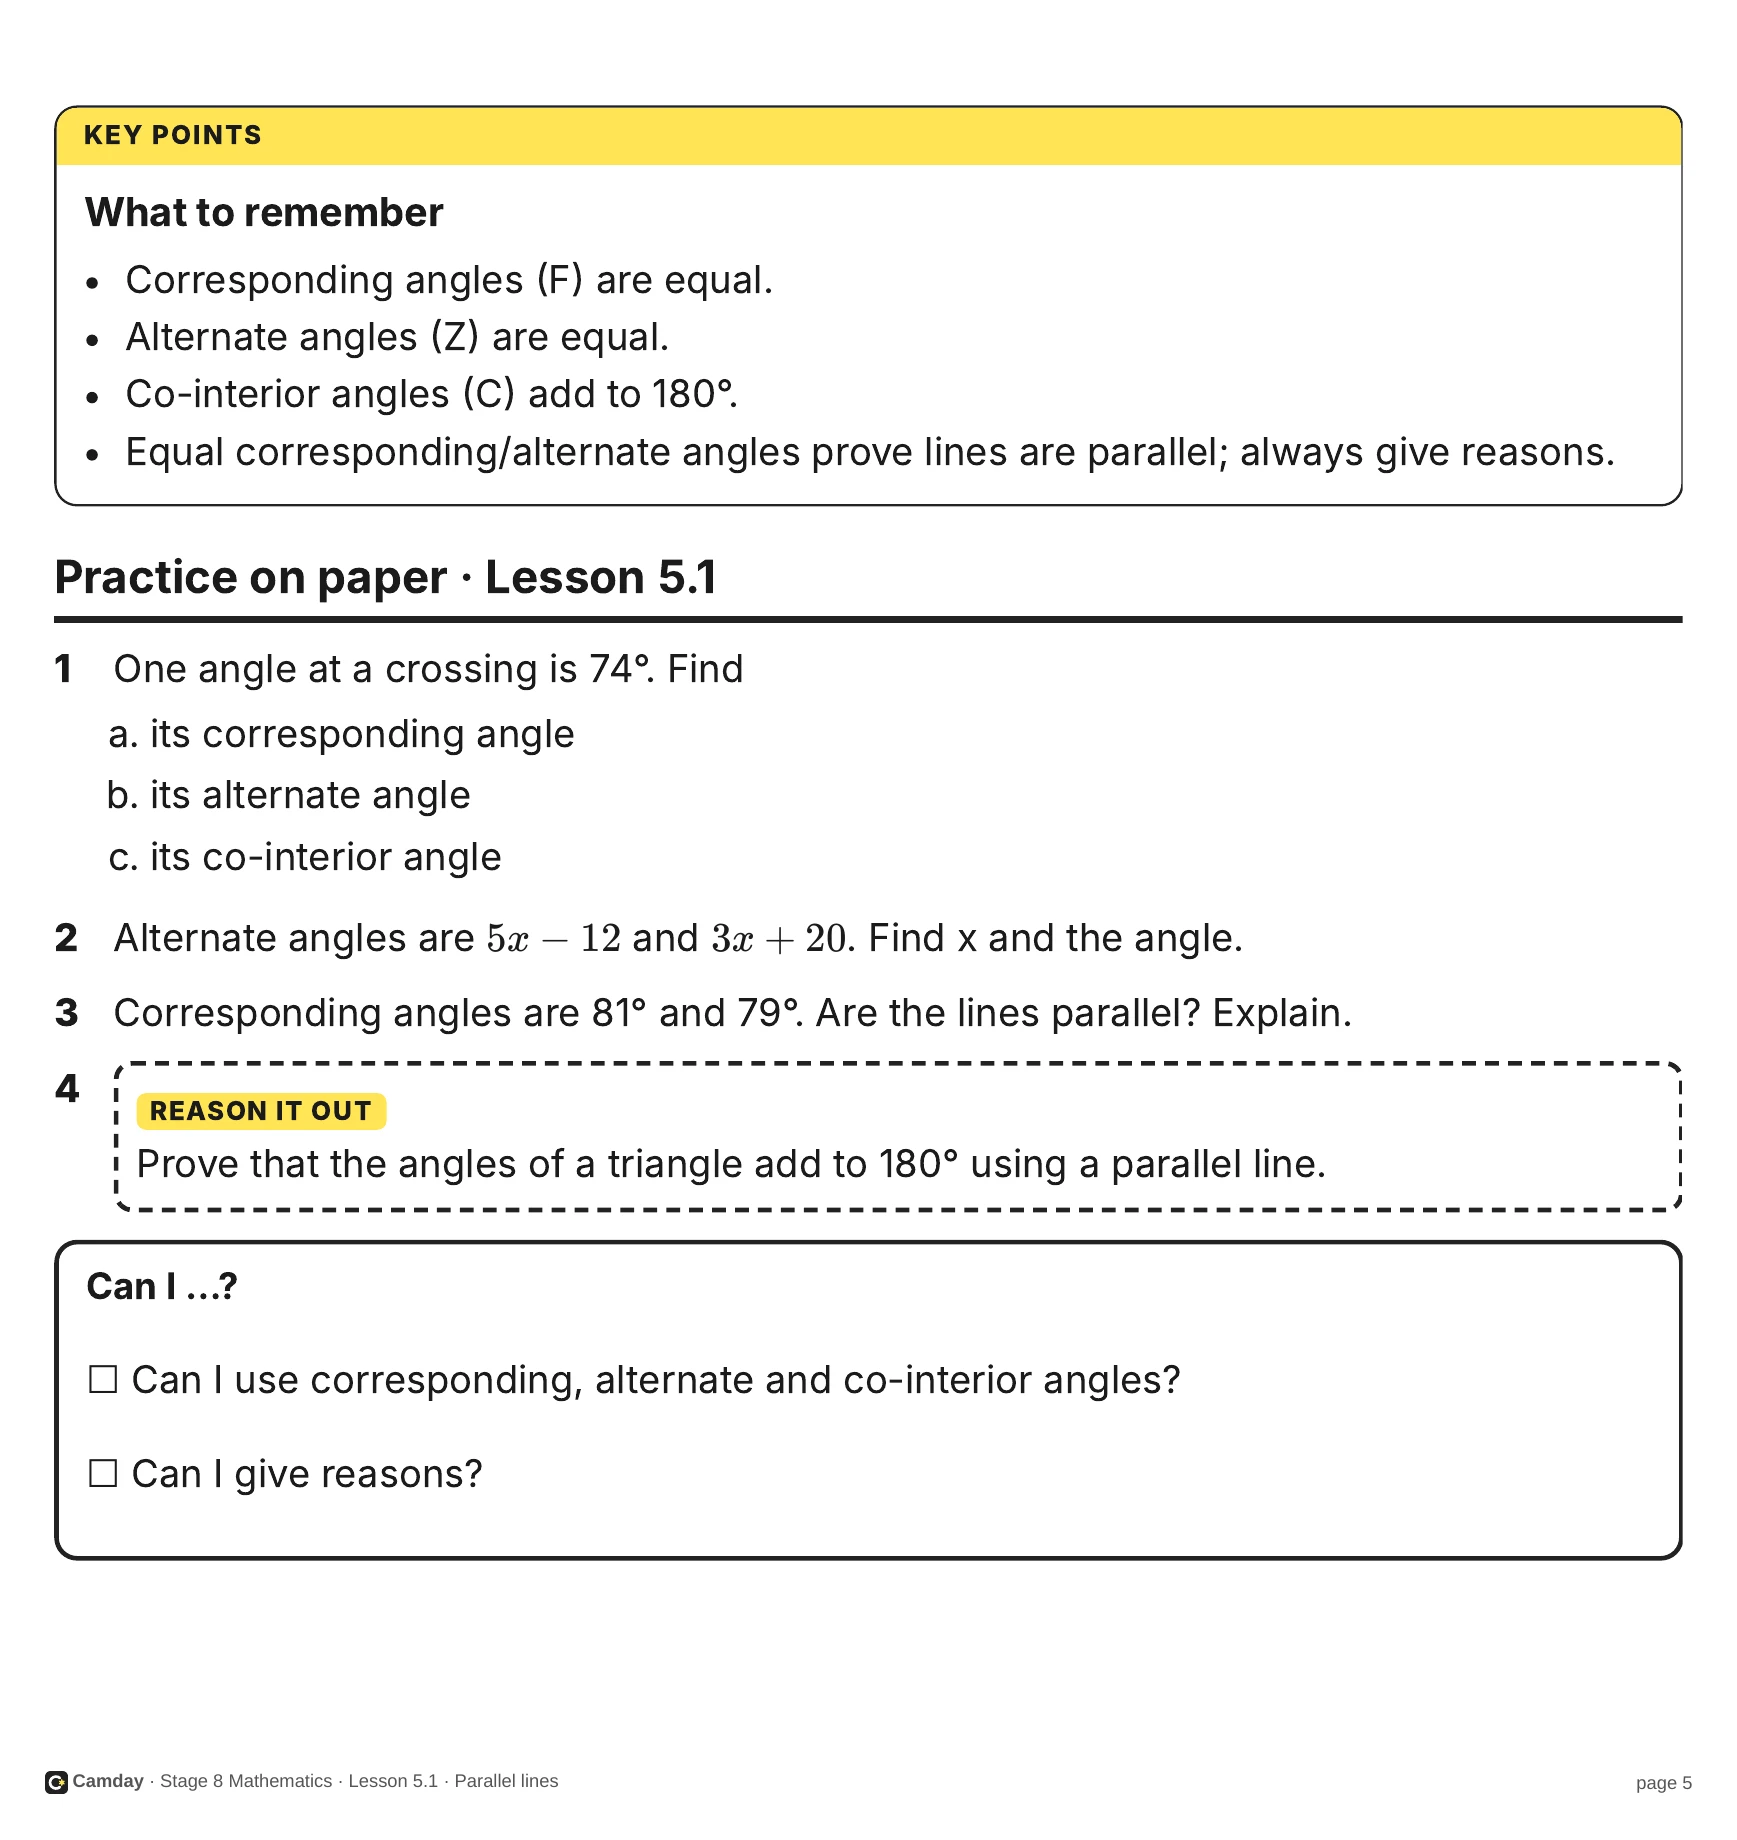 KEY POINTS
What to remember
• Corresponding angles (F) are equal.
• Alternate angles (Z) are equal.
• Co-interior angles (C) add to 180°.
• Equal corresponding/alternate angles prove lines are parallel; always give reasons.
Practice on paper · Lesson 5.1
1 One angle at a crossing is 74°. Find
a. its corresponding angle
b. its alternate angle
c. its co-interior angle
2 Alternate angles are 5x − 12 and 3x + 20. Find x and the angle.
3 Corresponding angles are 81° and 79°. Are the lines parallel? Explain.
4 REASON IT OUT
Prove that the angles of a triangle add to 180° using a parallel line.
Can I …?
☐ Can I use corresponding, alternate and co-interior angles?
☐ Can I give reasons?
Camday · Stage 8 Mathematics · Lesson 5.1 · Parallel lines
page 5